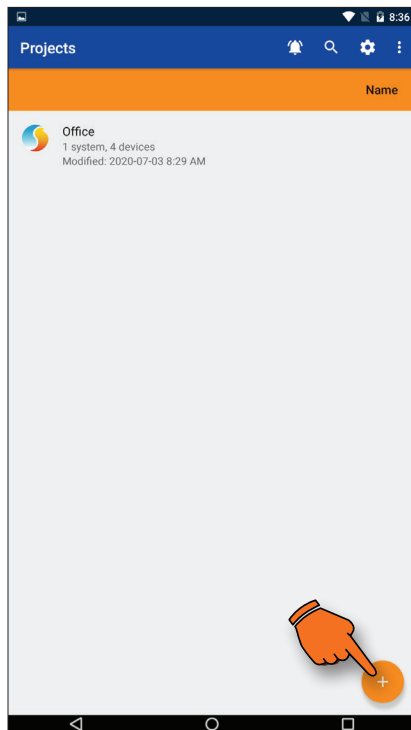 8:36
Projects
Name
Office
1 system, 4 devices
Modified: 2020-07-03 8:29 AM
+